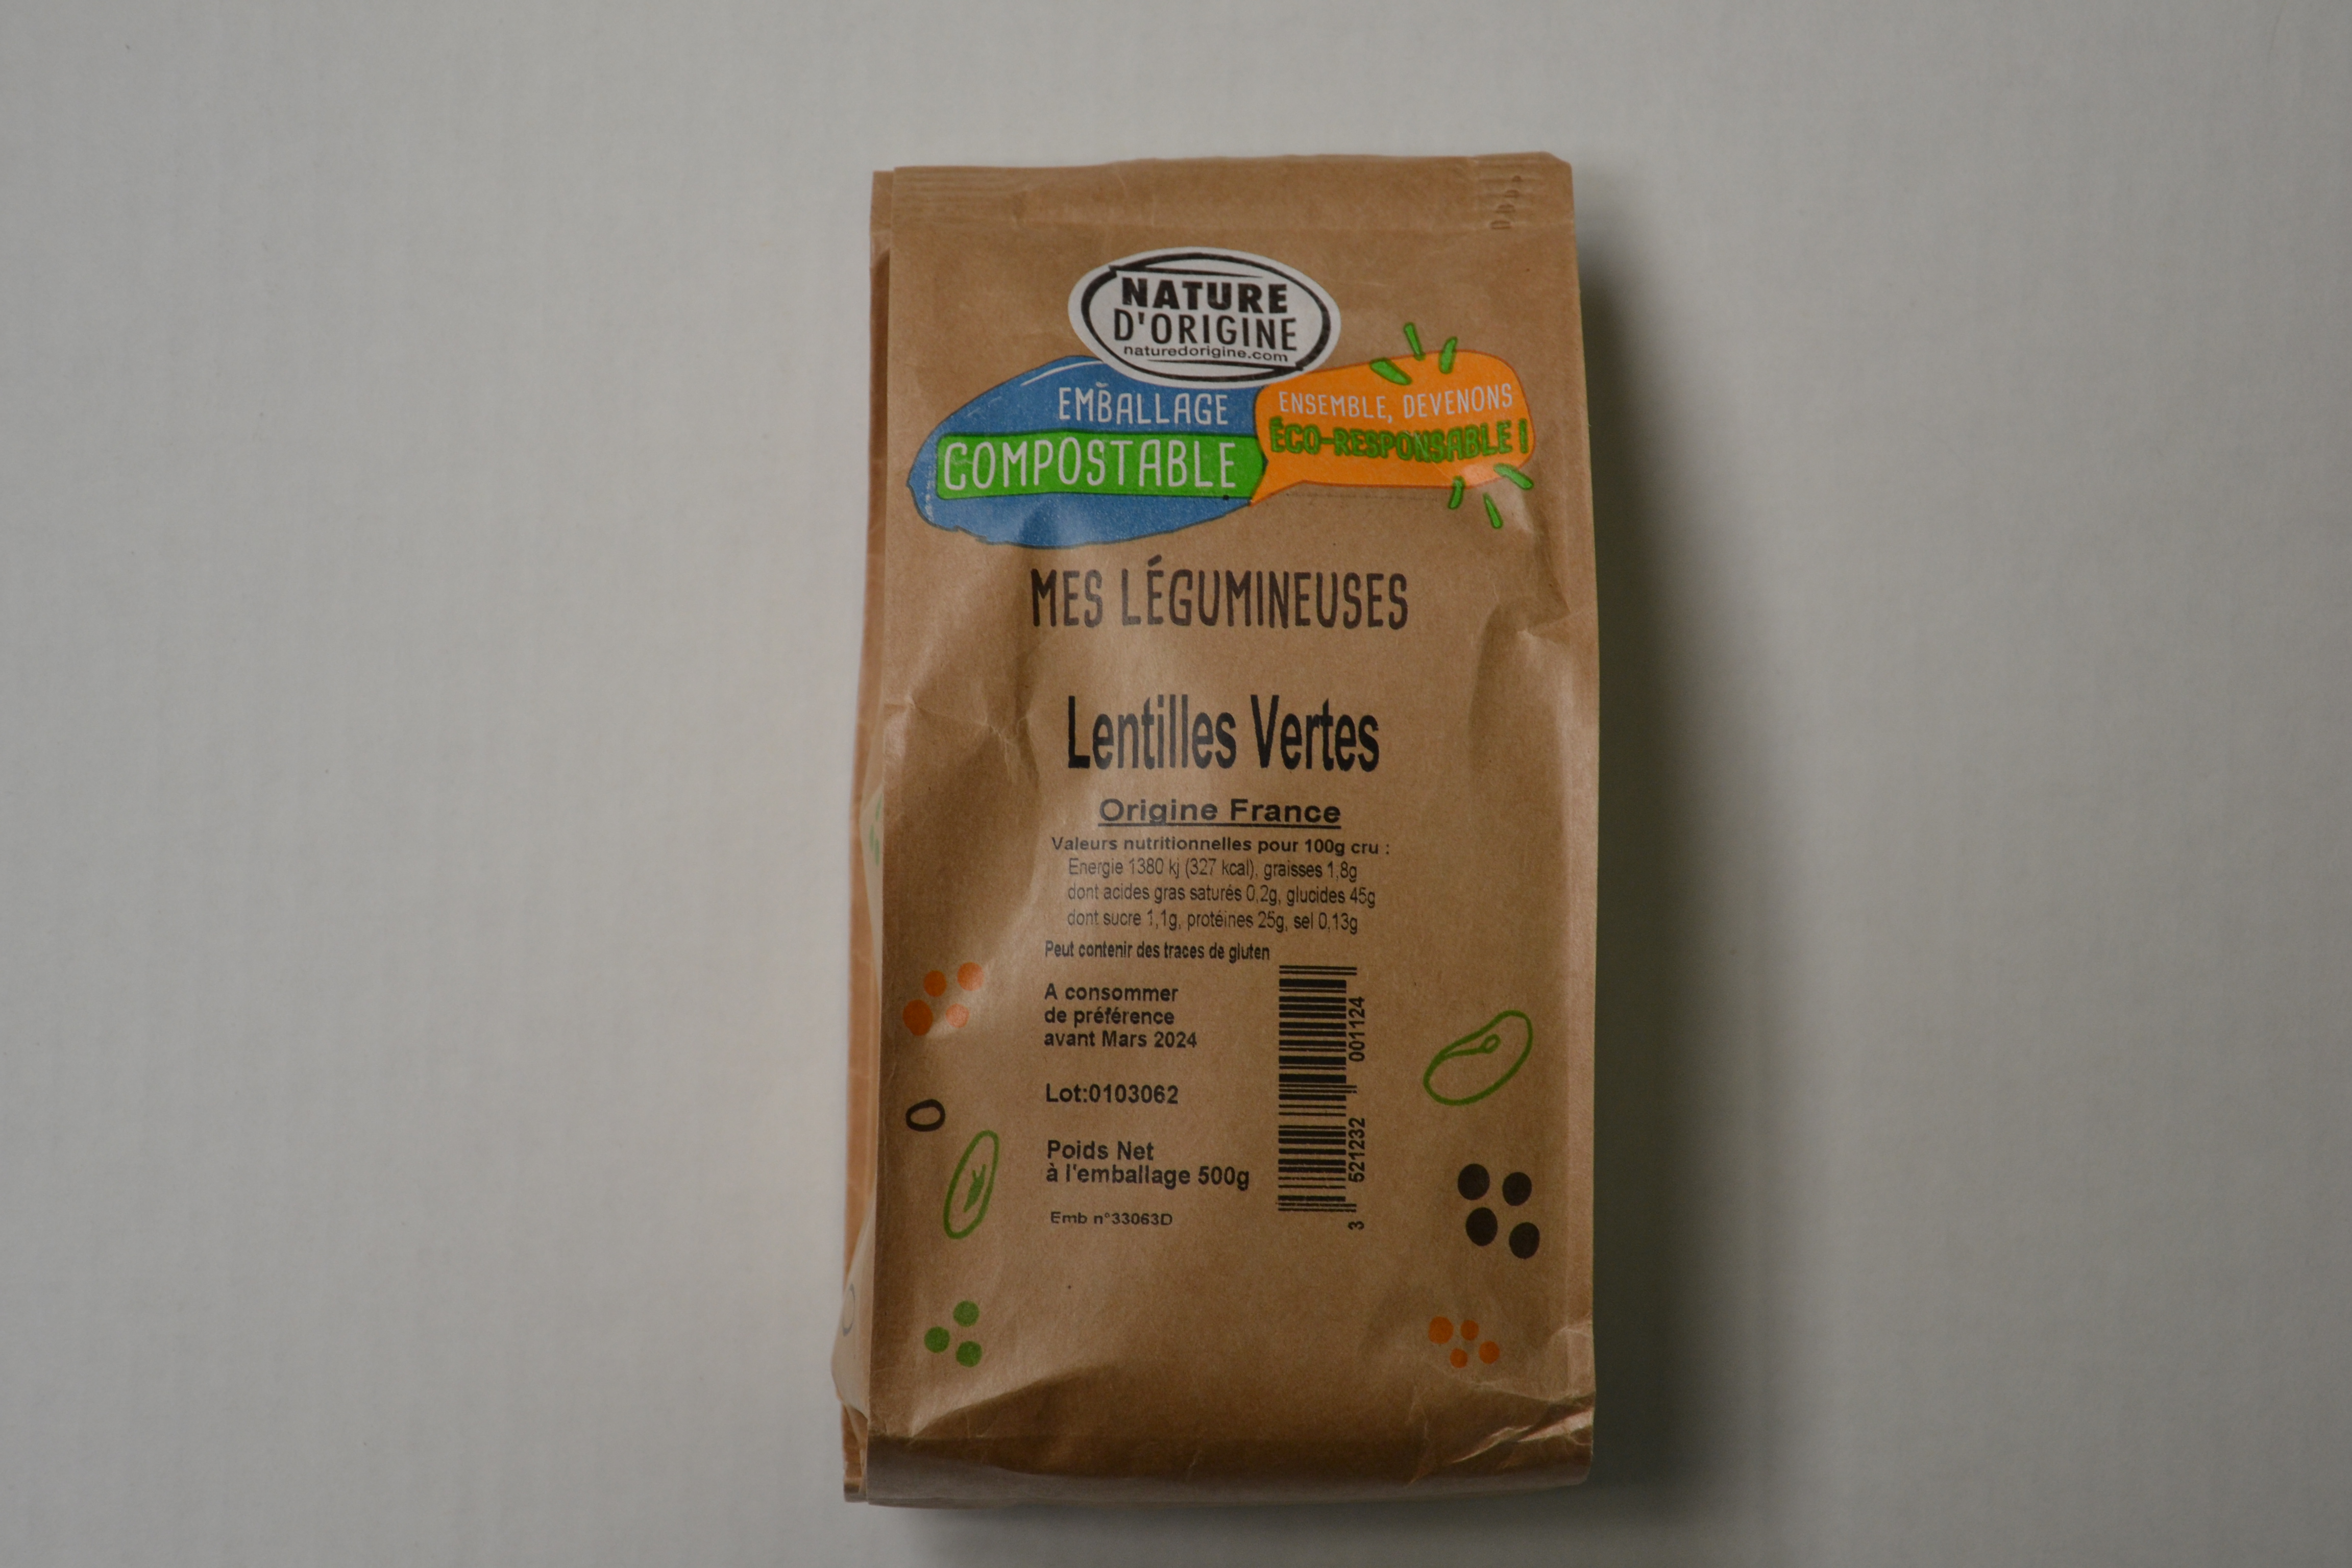 NATURE
D'ORIGINE
naturedorigine.com
EMBALLAGE
COMPOSTABLE
ENSEMBLE, DEVENONS
ÉCO-RESPONSABLE !
MES LÉGUMINEUSES
Lentilles Vertes
Origine France
Valeurs nutritionnelles pour 100g cru :
Energie 1380 kj (327 kcal), graisses 1,8g
dont acides gras saturés 0,2g, glucides 45g
dont sucre 1,1g, protéines 25g, sel 0,13g
Peut contenir des traces de gluten
A consommer
de préférence
avant Mars 2024
Lot:0103062
Poids Net
à l'emballage 500g
Emb n°33063D
3 521232 001124